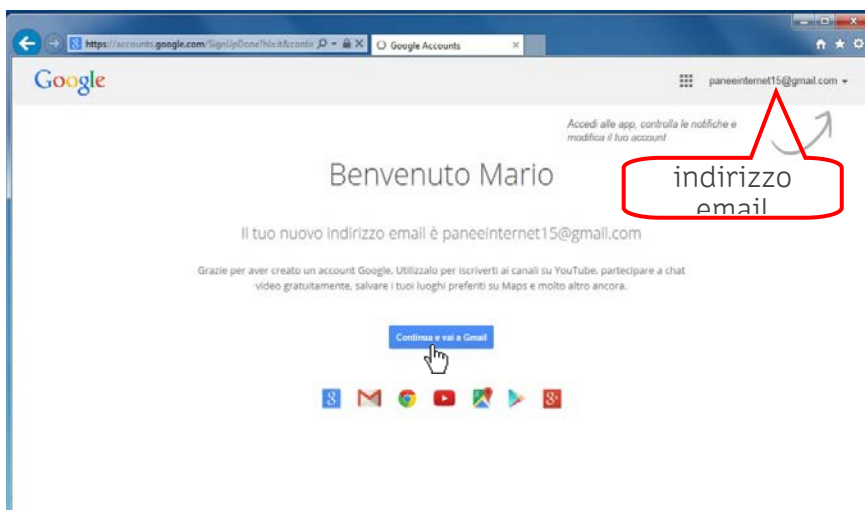 https://accounts.google.com/SignUpDone?hl=it&contin
Google Accounts
Google
paneeinternet15@gmail.com
Accedi alle app, controlla le notifiche e
modifica il tuo account
indirizzo
email
Benvenuto Mario
Il tuo nuovo indirizzo email è paneeinternet15@gmail.com
Grazie per aver creato un account Google. Utilizzalo per iscriverti ai canali su YouTube, partecipare a chat
video gratuitamente, salvare i tuoi luoghi preferiti su Maps e molto altro ancora.
Continua e vai a Gmail